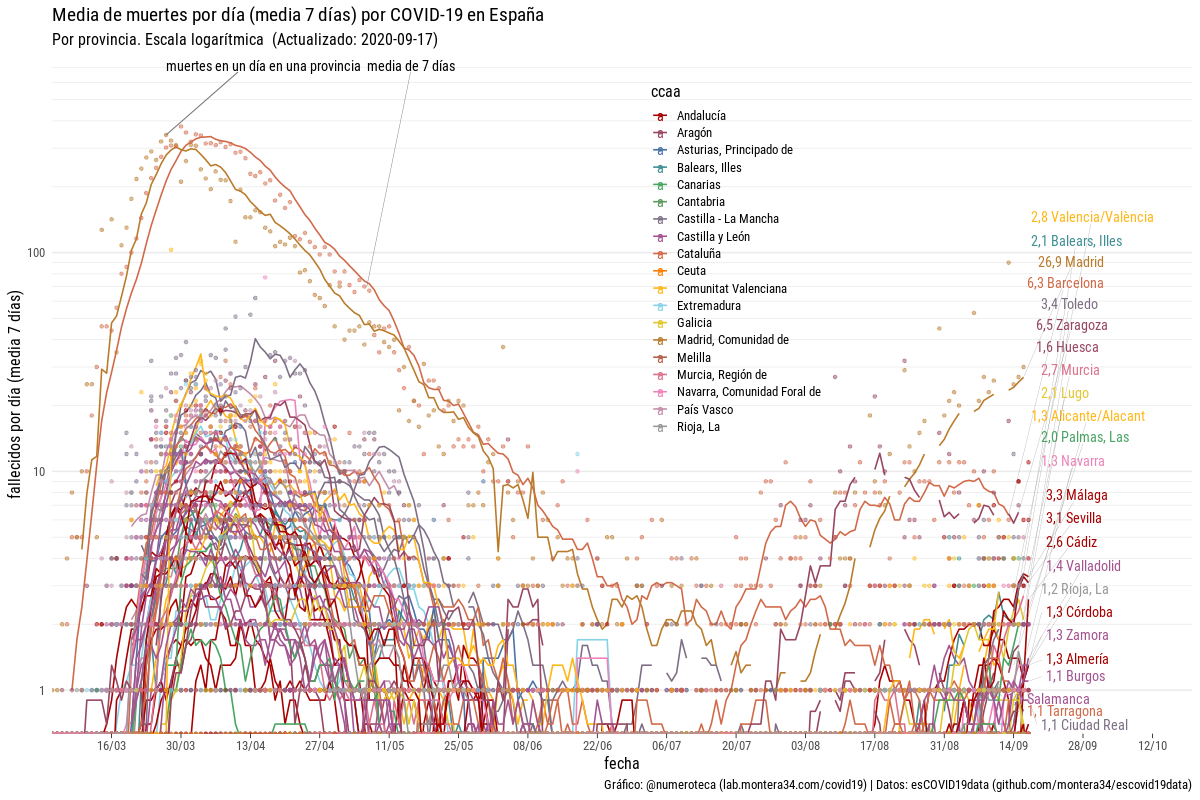 Media de muertes por día (media 7 días) por COVID-19 en España
Por provincia. Escala logarítmica (Actualizado: 2020-09-17)
muertes en un día en una provincia media de 7 días
ccaa
Andalucía
Aragón
Asturias, Principado de
Balears, Illes
Canarias
Cantabria
Castilla - La Mancha
Castilla y León
Cataluña
Ceuta
Comunitat Valenciana
Extremadura
Galicia
Madrid, Comunidad de
Melilla
Murcia, Región de
Navarra, Comunidad Foral de
País Vasco
Rioja, La
2,8 Valencia/València
2,1 Balears, Illes
26,9 Madrid
6,3 Barcelona
3,4 Toledo
6,5 Zaragoza
1,6 Huesca
2,7 Murcia
2,1 Lugo
1,3 Alicante/Alacant
2,0 Palmas, Las
1,3 Navarra
3,3 Málaga
3,1 Sevilla
2,6 Cádiz
1,4 Valladolid
1,2 Rioja, La
1,3 Córdoba
1,3 Zamora
1,3 Almería
1,1 Burgos
Salamanca
1,1 Tarragona
1,1 Ciudad Real
100
10
1
fallecidos por día (media 7 días)
16/03 30/03 13/04 27/04 11/05 25/05 08/06 22/06 06/07 20/07 03/08 17/08 31/08 14/09 28/09 12/10
fecha
Gráfico: @numeroteca (lab.montera34.com/covid19) | Datos: esCOVID19data (github.com/montera34/escovid19data)